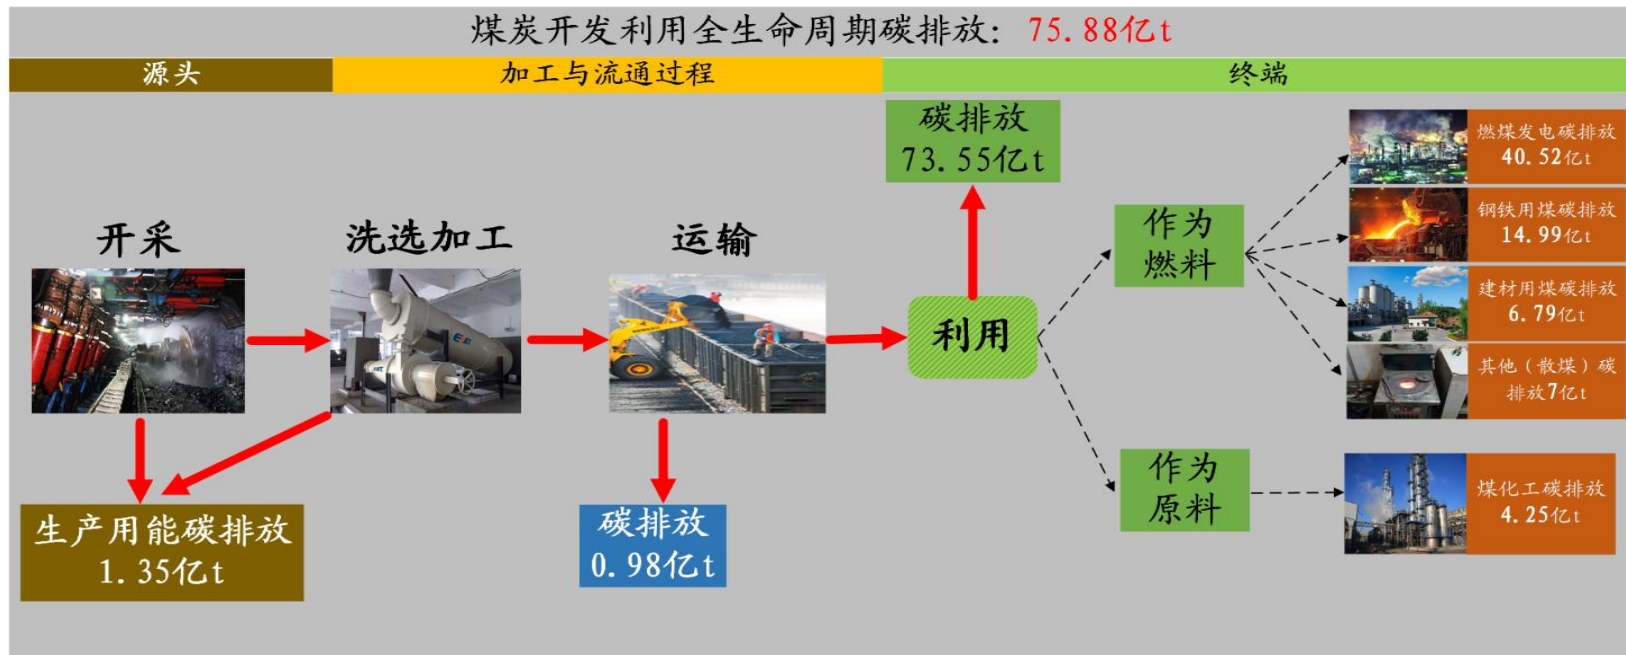 煤炭开发利用全生命周期碳排放: 75.88亿t
源头
加工与流通过程
终端
碳排放
73.55亿t
燃煤发电碳排放
40.52亿t
钢铁用煤碳排放
14.99亿t
建材用煤碳排放
6.79亿t
其他（散煤）碳
排放7亿t
煤化工碳排放
4.25亿t
作为
燃料
作为
原料
开采
洗选加工
运输
利用
生产用能碳排放
1.35亿t
碳排放
0.98亿t